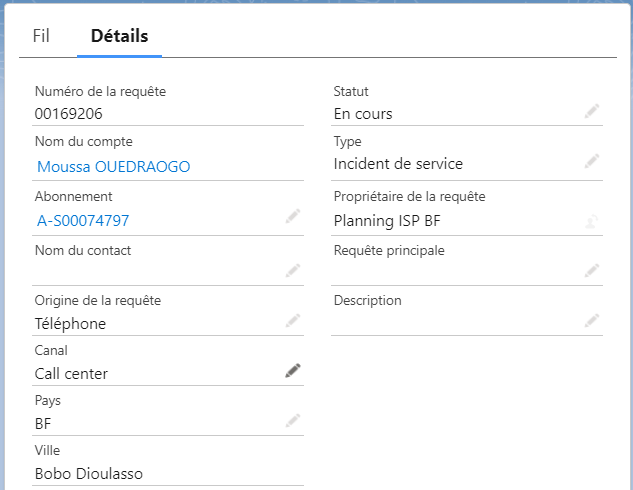 Fil
Détails
Numéro de la requête
00169206
Nom du compte
Moussa OUEDRAOGO
Abonnement
A-S00074797
Nom du contact
Origine de la requête
Téléphone
Canal
Call center
Pays
BF
Ville
Bobo Dioulasso
Statut
En cours
Type
Incident de service
Propriétaire de la requête
Planning ISP BF
Requête principale
Description